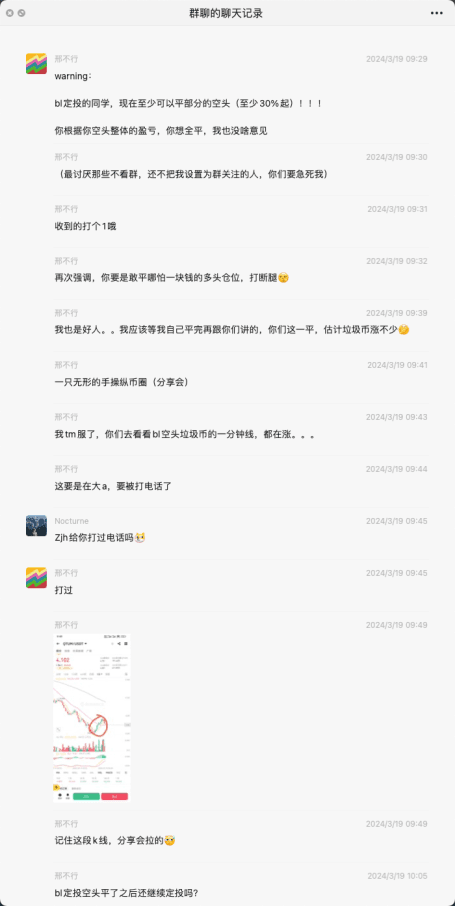 群聊的聊天记录
那不行
2024/3/19 09:29
warning：
bl定投的同学，现在至少可以平部分的空头（至少30%起）！！！
你根据你空头整体的盈亏，你想全平，我也没啥意见
那不行
2024/3/19 09:30
（最讨厌那些不看群，还不把我设置为群关注的人，你们要急死我）
那不行
2024/3/19 09:31
收到的打个1哦
那不行
2024/3/19 09:32
再次强调，你要是敢平哪怕一块钱的多头仓位，打断腿
那不行
2024/3/19 09:39
我也是好人。。我应该等我自己平完再跟你们讲的，你们这一平，估计垃圾币涨不少
那不行
2024/3/19 09:41
一只无形的手操纵币圈（分享会）
那不行
2024/3/19 09:43
我tm服了，你们去看看bl空头垃圾币的一分钟线，都在涨。。。
那不行
2024/3/19 09:44
这要是在大a，要被打电话了
Nocturne
2024/3/19 09:45
Zjh给你打过电话吗
那不行
2024/3/19 09:45
打过
那不行
2024/3/19 09:49
那不行
2024/3/19 09:49
记住这段k线，分享会拉的
那不行
2024/3/19 10:05
bl定投空头平了之后还继续定投吗?